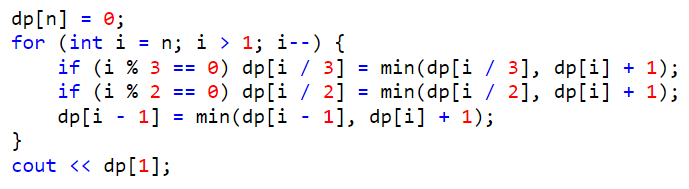 dp[n] = 0;
for (int i = n; i > 1; i--) {
    if (i % 3 == 0) dp[i / 3] = min(dp[i / 3], dp[i] + 1);
    if (i % 2 == 0) dp[i / 2] = min(dp[i / 2], dp[i] + 1);
    dp[i - 1] = min(dp[i - 1], dp[i] + 1);
}
cout << dp[1];